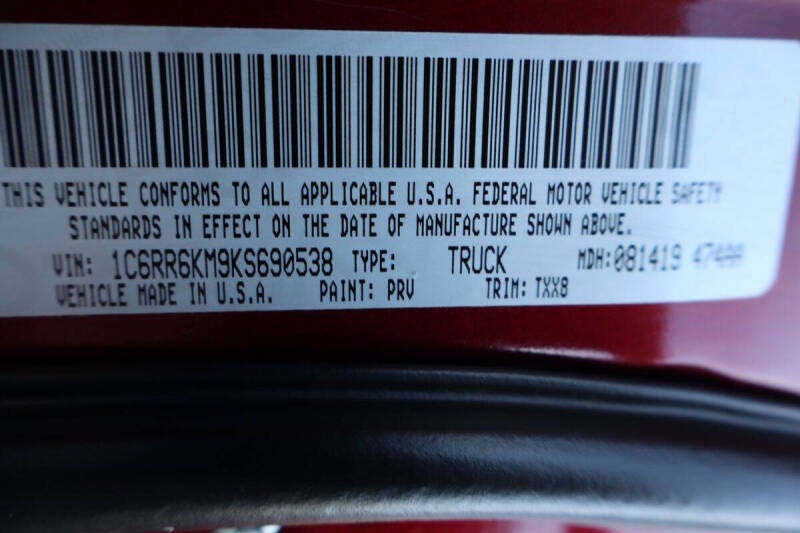 THIS VEHICLE CONFORMS TO ALL APPLICABLE U.S.A. FEDERAL MOTOR VEHICLE SAFETY
STANDARDS IN EFFECT ON THE DATE OF MANUFACTURE SHOWN ABOVE.
VIN: 1C6RR6KM9KS690538 TYPE: TRUCK MDH: 081419
VEHICLE MADE IN U.S.A. PAINT: PRV TRIM: TXX8